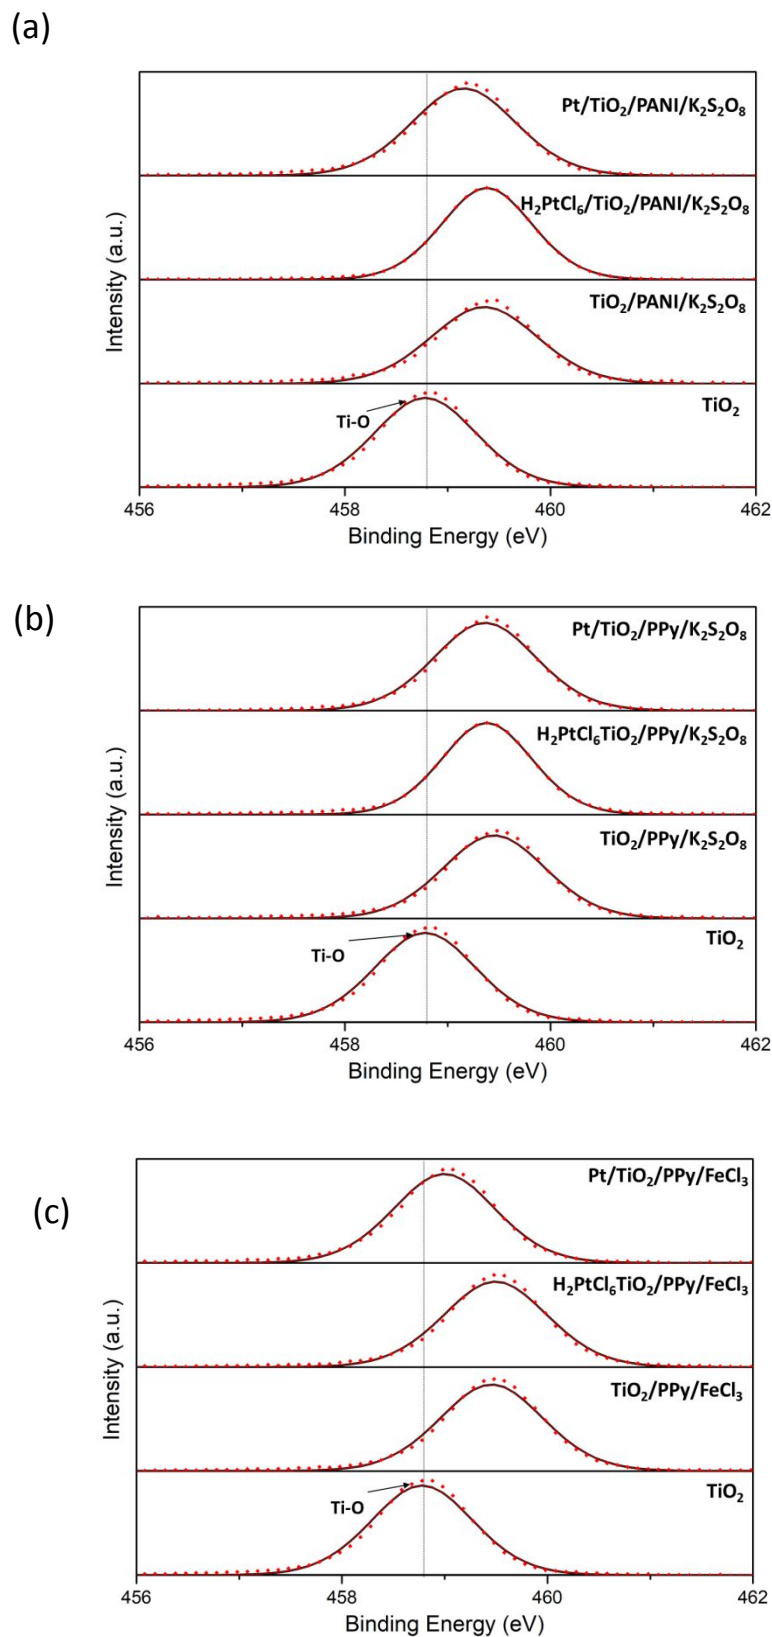 (a)
Pt/TiO₂/PANI/K₂S₂O₈
H₂PtCl₆/TiO₂/PANI/K₂S₂O₈
TiO₂/PANI/K₂S₂O₈
TiO₂
Ti-O
Intensity (a.u.)
456 458 460 462
Binding Energy (eV)
(b)
Pt/TiO₂/PPy/K₂S₂O₈
H₂PtCl₆TiO₂/PPy/K₂S₂O₈
TiO₂/PPy/K₂S₂O₈
TiO₂
Ti-O
Intensity (a.u.)
456 458 460 462
Binding Energy (eV)
(c)
Pt/TiO₂/PPy/FeCl₃
H₂PtCl₆TiO₂/PPy/FeCl₃
TiO₂/PPy/FeCl₃
TiO₂
Ti-O
Intensity (a.u.)
456 458 460 462
Binding Energy (eV)